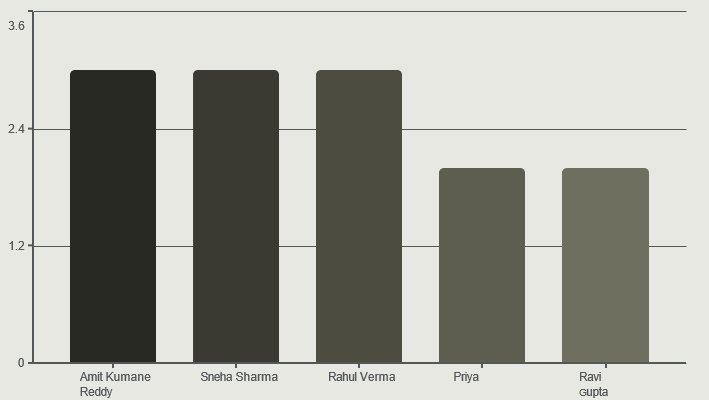 3.6
2.4
1.2
0
Amit Kumane
Reddy
Sneha Sharma
Rahul Verma
Priya
Ravi
Gupta